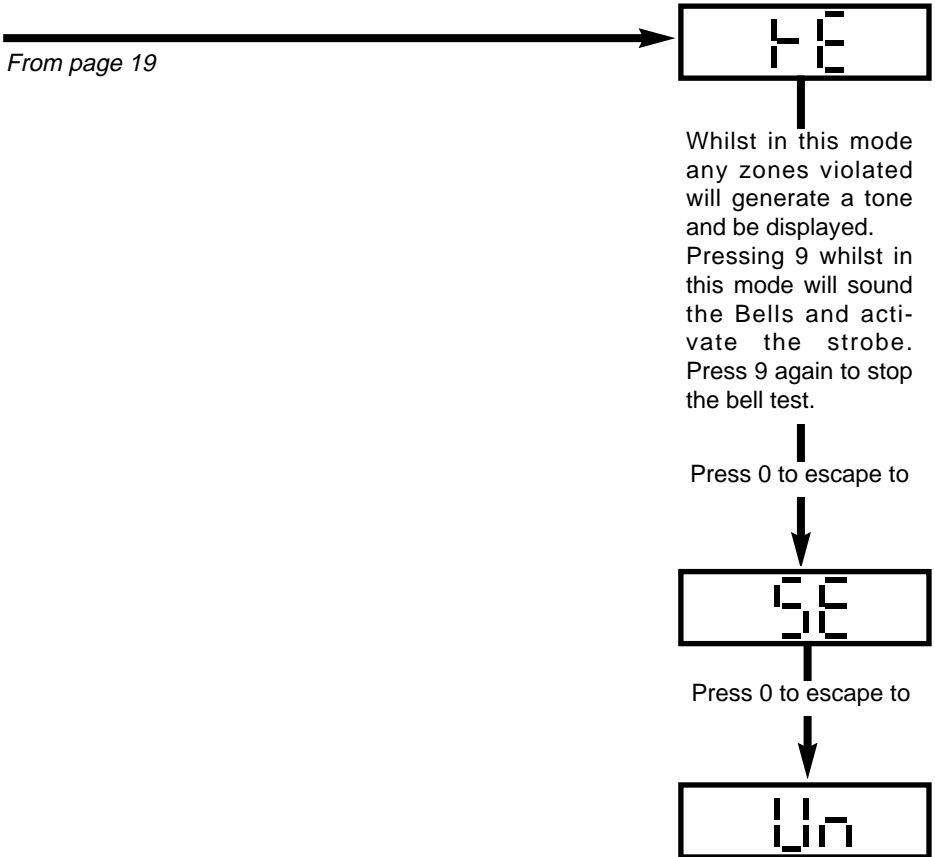 From page 19
tE
Whilst in this mode
any zones violated
will generate a tone
and be displayed.
Pressing 9 whilst in
this mode will sound
the Bells and acti-
vate the strobe.
Press 9 again to stop
the bell test.
Press 0 to escape to
SE
Press 0 to escape to
Un